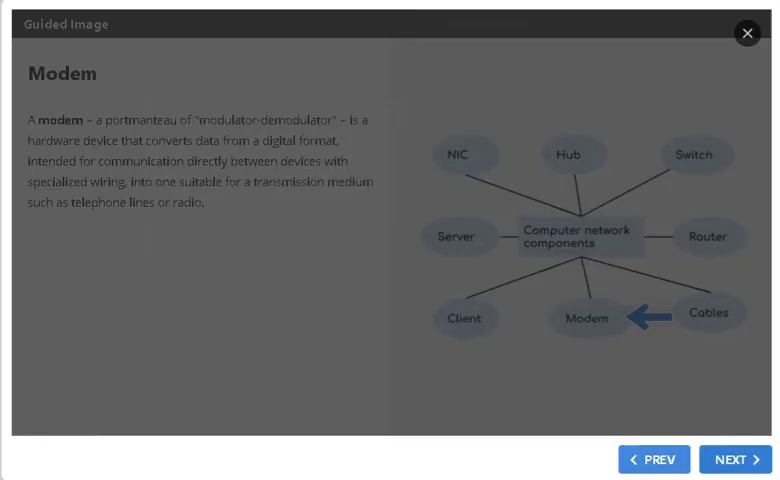 Guided Image
Modem
A modem – a portmanteau of "modulator-demodulator" – is a
hardware device that converts data from a digital format,
intended for communication directly between devices with
specialized wiring, into one suitable for a transmission medium
such as telephone lines or radio.
NIC
Hub
Switch
Server
Computer network
components
Router
Client
Modem
Cables
PREV
NEXT